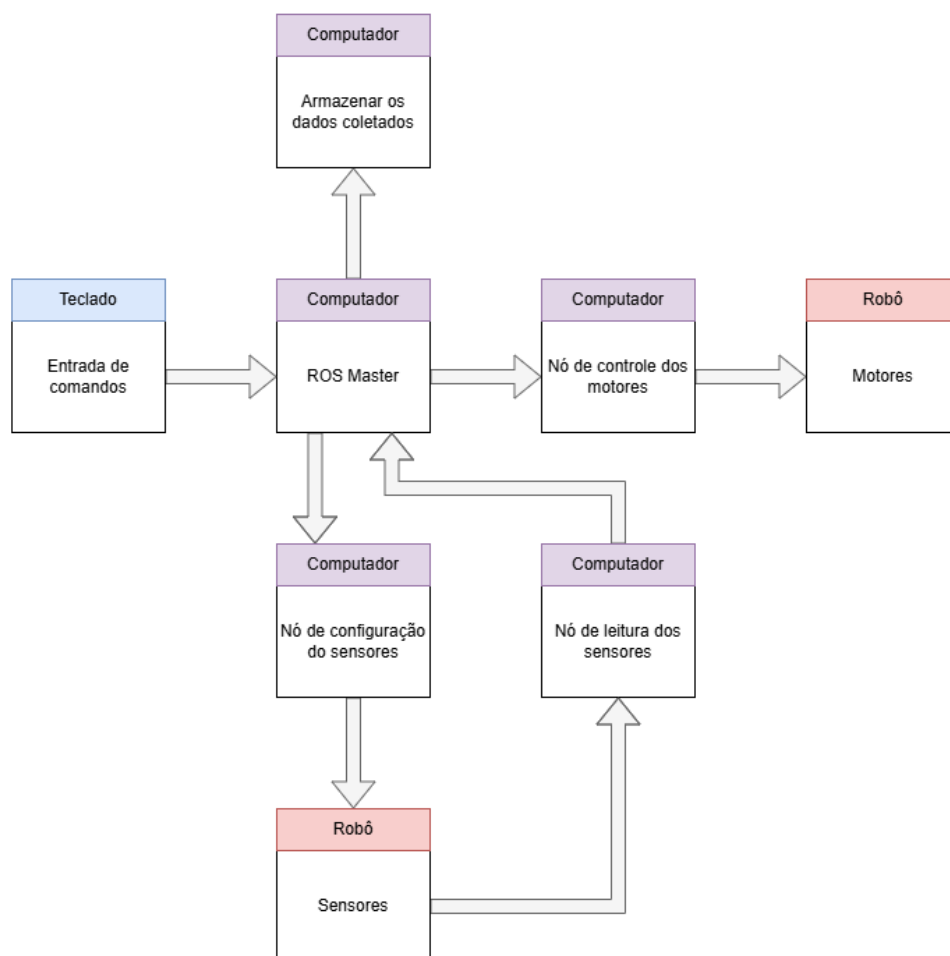 Computador
Armazenar os
dados coletados
Teclado
Entrada de
comandos
Computador
ROS Master
Computador
Nó de controle dos
motores
Robô
Motores
Computador
Nó de configuração
do sensores
Computador
Nó de leitura dos
sensores
Robô
Sensores